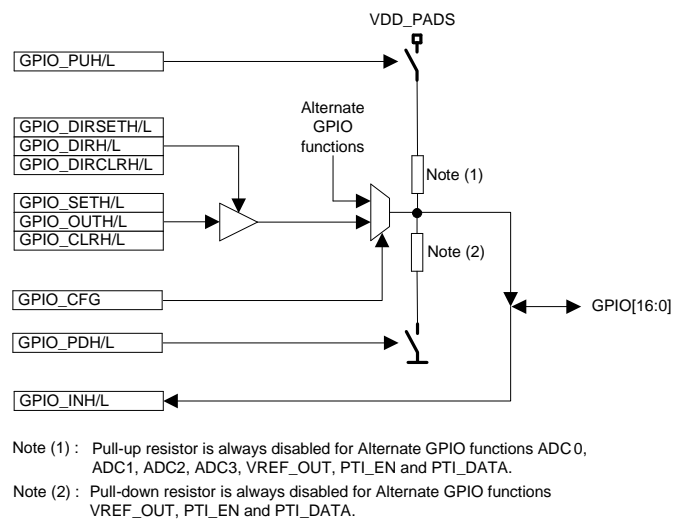 VDD_PADS
GPIO_PUH/L
Alternate
GPIO
functions
GPIO_DIRSETH/L
GPIO_DIRH/L
GPIO_DIRCLRH/L
Note (1)
GPIO_SETH/L
GPIO_OUTH/L
GPIO_CLRH/L
Note (2)
GPIO_CFG
GPIO[16:0]
GPIO_PDH/L
GPIO_INH/L
Note (1) : Pull-up resistor is always disabled for Alternate GPIO functions ADC0,
ADC1, ADC2, ADC3, VREF_OUT, PTI_EN and PTI_DATA.
Note (2) : Pull-down resistor is always disabled for Alternate GPIO functions
VREF_OUT, PTI_EN and PTI_DATA.